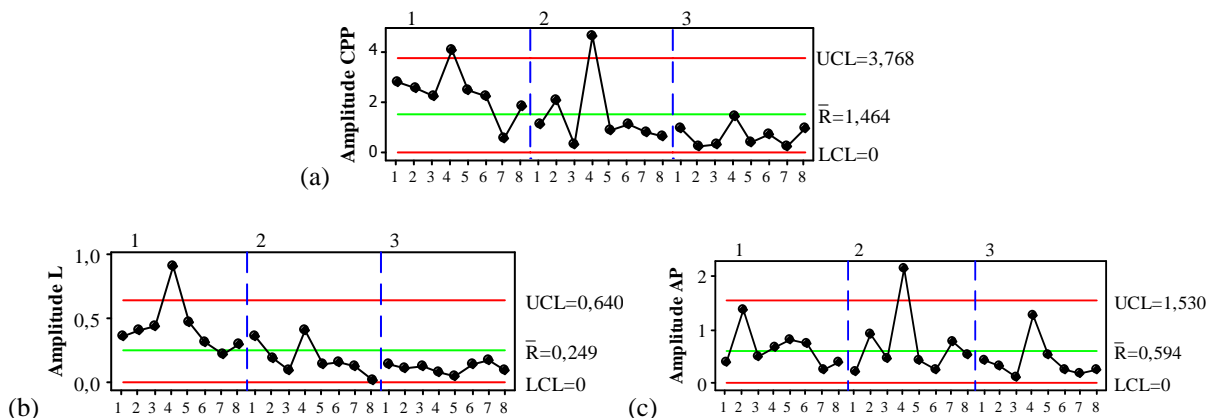 1 2 3
Amplitude CPP
4
2
0
UCL=3,768
R̅=1,464
LCL=0
1 2 3 4 5 6 7 8 1 2 3 4 5 6 7 8 1 2 3 4 5 6 7 8
(a)
1 2 3
Amplitude L
1,0
0,5
0,0
UCL=0,640
R̅=0,249
LCL=0
1 2 3 4 5 6 7 8 1 2 3 4 5 6 7 8 1 2 3 4 5 6 7 8
(b)
1 2 3
Amplitude AP
2
1
0
UCL=1,530
R̅=0,594
LCL=0
1 2 3 4 5 6 7 8 1 2 3 4 5 6 7 8 1 2 3 4 5 6 7 8
(c)